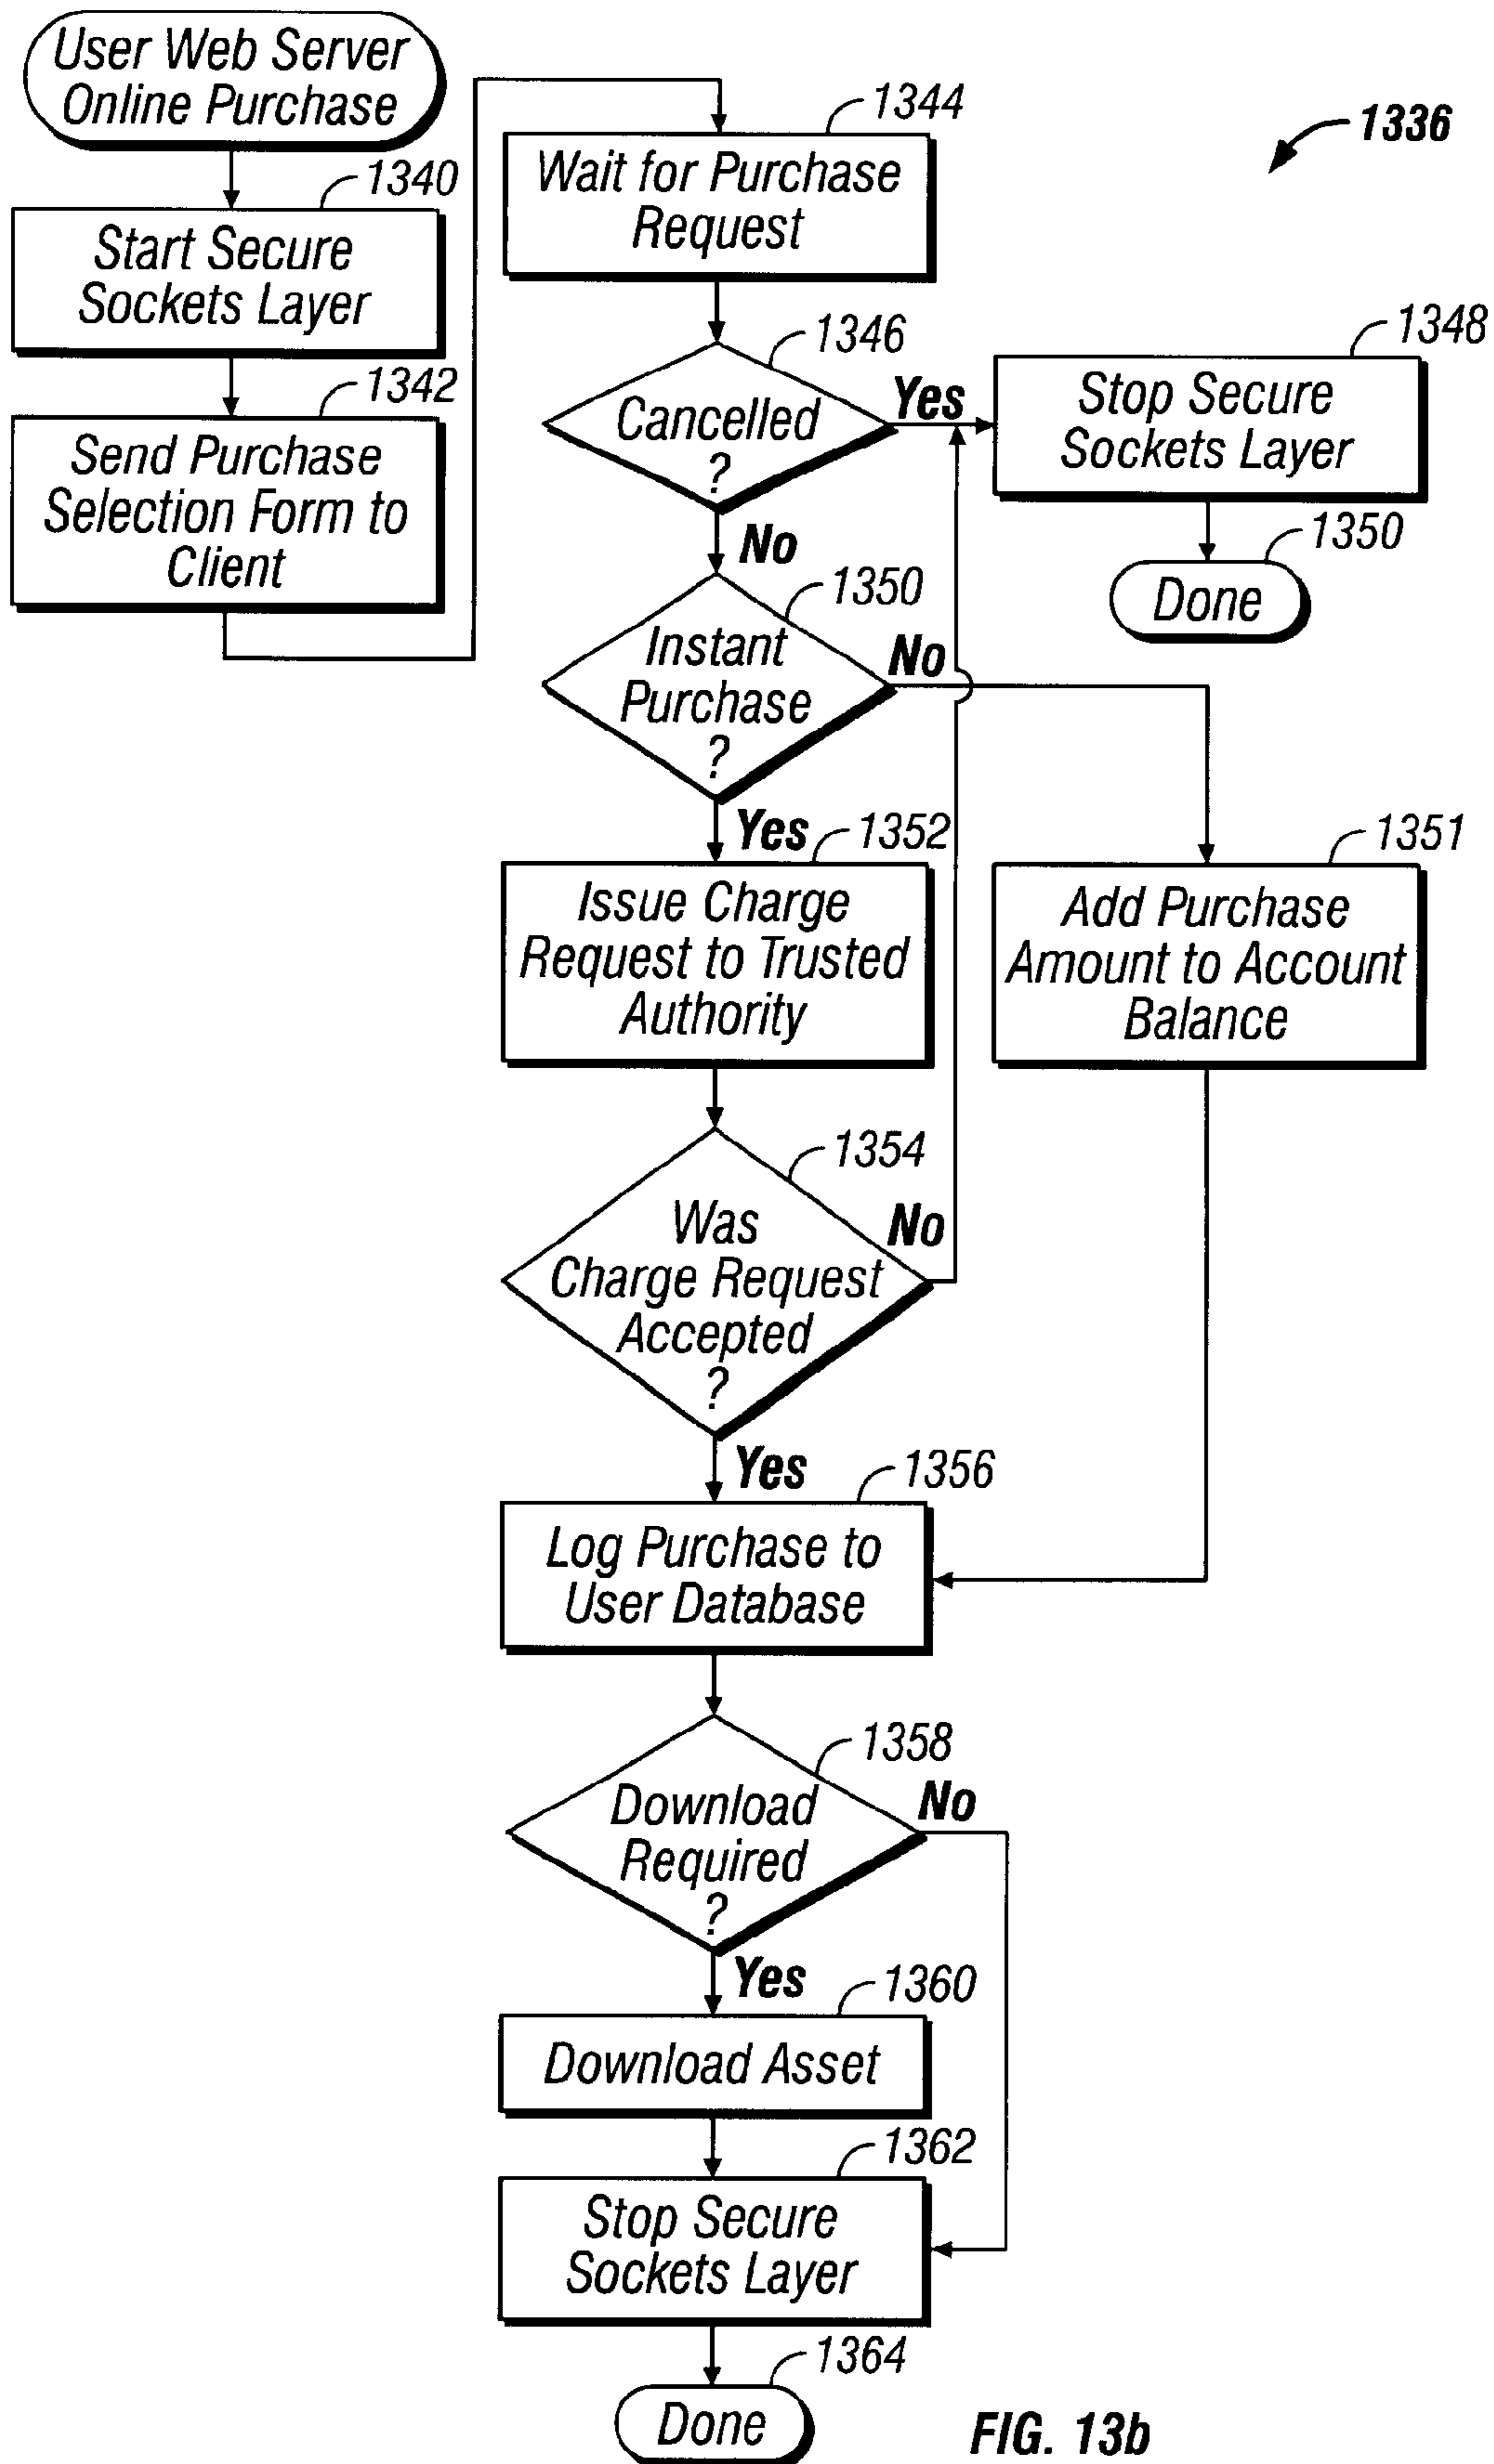 User Web Server
Online Purchase
1340
Start Secure
Sockets Layer
1342
Send Purchase
Selection Form to
Client
1344
Wait for Purchase
Request
1336
1346
Cancelled
?
Yes
No
1348
Stop Secure
Sockets Layer
1350
Done
1350
Instant
Purchase
?
No
Yes
1352
Issue Charge
Request to Trusted
Authority
1351
Add Purchase
Amount to Account
Balance
1354
Was
Charge Request
Accepted
?
No
Yes
1356
Log Purchase to
User Database
1358
Download
Required
?
No
Yes
1360
Download Asset
1362
Stop Secure
Sockets Layer
1364
Done
FIG. 13b